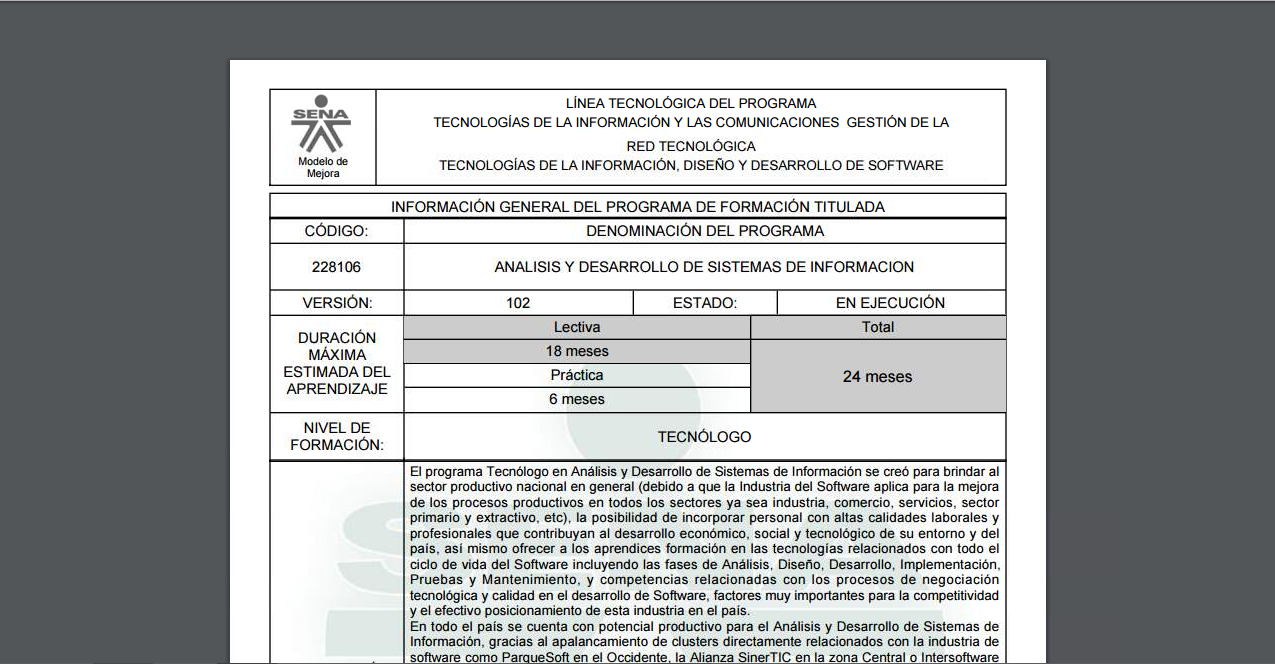 SENA
Modelo de
Mejora
LÍNEA TECNOLÓGICA DEL PROGRAMA
TECNOLOGÍAS DE LA INFORMACIÓN Y LAS COMUNICACIONES GESTIÓN DE LA
RED TECNOLÓGICA
TECNOLOGÍAS DE LA INFORMACIÓN, DISEÑO Y DESARROLLO DE SOFTWARE
INFORMACIÓN GENERAL DEL PROGRAMA DE FORMACIÓN TITULADA
CÓDIGO: DENOMINACIÓN DEL PROGRAMA
228106 ANALISIS Y DESARROLLO DE SISTEMAS DE INFORMACION
VERSIÓN: 102 ESTADO: EN EJECUCIÓN
DURACIÓN
MÁXIMA
ESTIMADA DEL
APRENDIZAJE
Lectiva Total
18 meses
Práctica
6 meses
24 meses
NIVEL DE
FORMACIÓN:
TECNÓLOGO
El programa Tecnólogo en Análisis y Desarrollo de Sistemas de Información se creó para brindar al
sector productivo nacional en general (debido a que la Industria del Software aplica para la mejora
de los procesos productivos en todos los sectores ya sea industria, comercio, servicios, sector
primario y extractivo, etc), la posibilidad de incorporar personal con altas calidades laborales y
profesionales que contribuyan al desarrollo económico, social y tecnológico de su entorno y del
país, así mismo ofrecer a los aprendices formación en las tecnologías relacionados con todo el
ciclo de vida del Software incluyendo las fases de Análisis, Diseño, Desarrollo, Implementación,
Pruebas y Mantenimiento, y competencias relacionadas con los procesos de negociación
tecnológica y calidad en el desarrollo de Software, factores muy importantes para la competitividad
y el efectivo posicionamiento de esta industria en el país.
En todo el país se cuenta con potencial productivo para el Análisis y Desarrollo de Sistemas de
Información, gracias al apalancamiento de clusters directamente relacionados con la industria de
software como ParqueSoft en el Occidente, la Alianza SinerTIC en la zona Central o Intersoftware